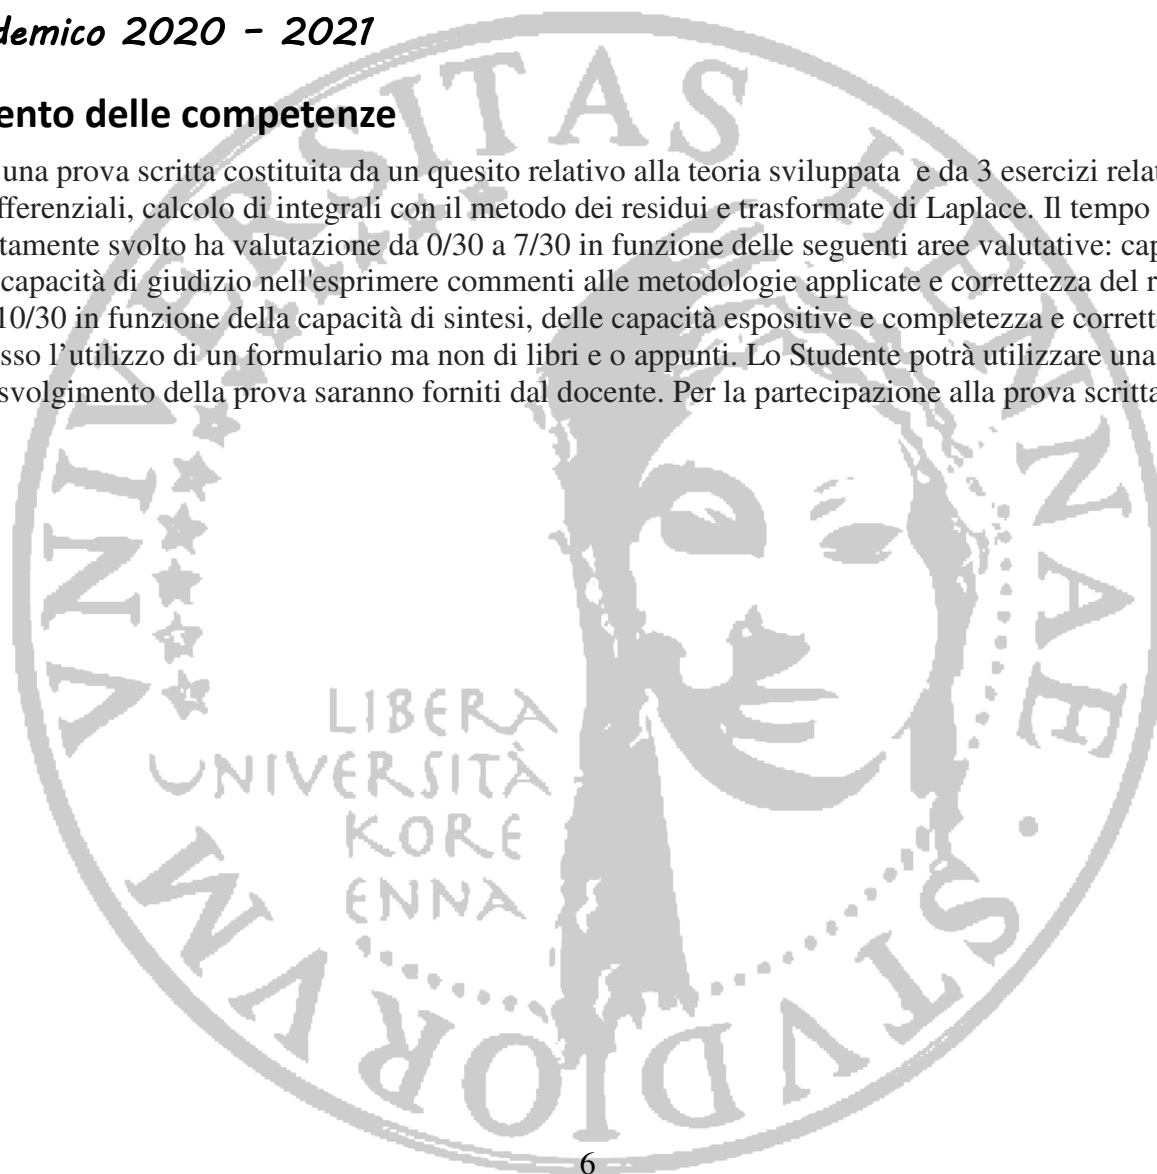 demico 2020 – 2021
ento delle competenze
una prova scritta costituita da un quesito relativo alla teoria sviluppata e da 3 esercizi relat
fferenziali, calcolo di integrali con il metodo dei residui e trasformate di Laplace. Il tempo
tamente svolto ha valutazione da 0/30 a 7/30 in funzione delle seguenti aree valutative: cap
capacità di giudizio nell'esprimere commenti alle metodologie applicate e correttezza del r
10/30 in funzione della capacità di sintesi, delle capacità espositive e completezza e corrett
sso l’utilizzo di un formulario ma non di libri e o appunti. Lo Studente potrà utilizzare una
svolgimento della prova saranno forniti dal docente. Per la partecipazione alla prova scritta
VNIVERSITAS HENNAE · STVDIORVM
LIBERA
UNIVERSITÀ
KORE
ENNA
6